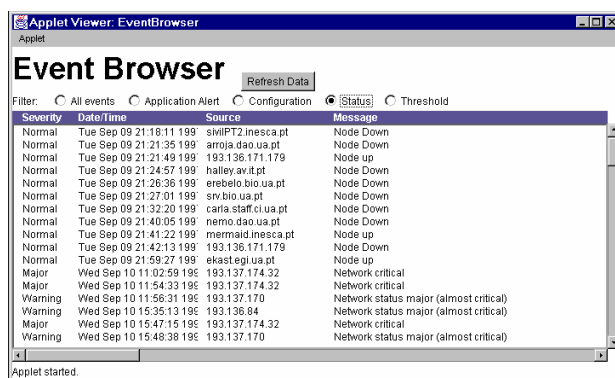 Applet Viewer: EventBrowser
Applet
Event Browser
Refresh Data
Filter: All events Application Alert Configuration Status Threshold
Severity Date/Time Source Message
Normal Tue Sep 09 21:18:11 199 sivilPT2.inesca.pt Node Down
Normal Tue Sep 09 21:21:35 199 arroja.dao.ua.pt Node Down
Normal Tue Sep 09 21:21:49 199 193.136.171.179 Node up
Normal Tue Sep 09 21:24:57 199 halley.av.it.pt Node Down
Normal Tue Sep 09 21:26:36 199 erebelo.bio.ua.pt Node Down
Normal Tue Sep 09 21:27:01 199 srv.bio.ua.pt Node Down
Normal Tue Sep 09 21:32:20 199 carla.staff.ci.ua.pt Node Down
Normal Tue Sep 09 21:40:05 199 nemo.dao.ua.pt Node Down
Normal Tue Sep 09 21:41:22 199 mermaid.inesca.pt Node up
Normal Tue Sep 09 21:42:13 199 193.136.171.179 Node Down
Normal Tue Sep 09 21:59:27 199 ekast.egi.ua.pt Node up
Major Wed Sep 10 11:02:59 199 193.137.174.32 Network critical
Major Wed Sep 10 11:54:33 199 193.137.174.32 Network critical
Warning Wed Sep 10 11:56:31 199 193.137.170 Network status major (almost critical)
Warning Wed Sep 10 15:35:13 199 193.136.84 Network status major (almost critical)
Major Wed Sep 10 15:47:15 199 193.137.174.32 Network critical
Warning Wed Sep 10 15:48:38 199 193.137.170 Network status major (almost critical)
Applet started.